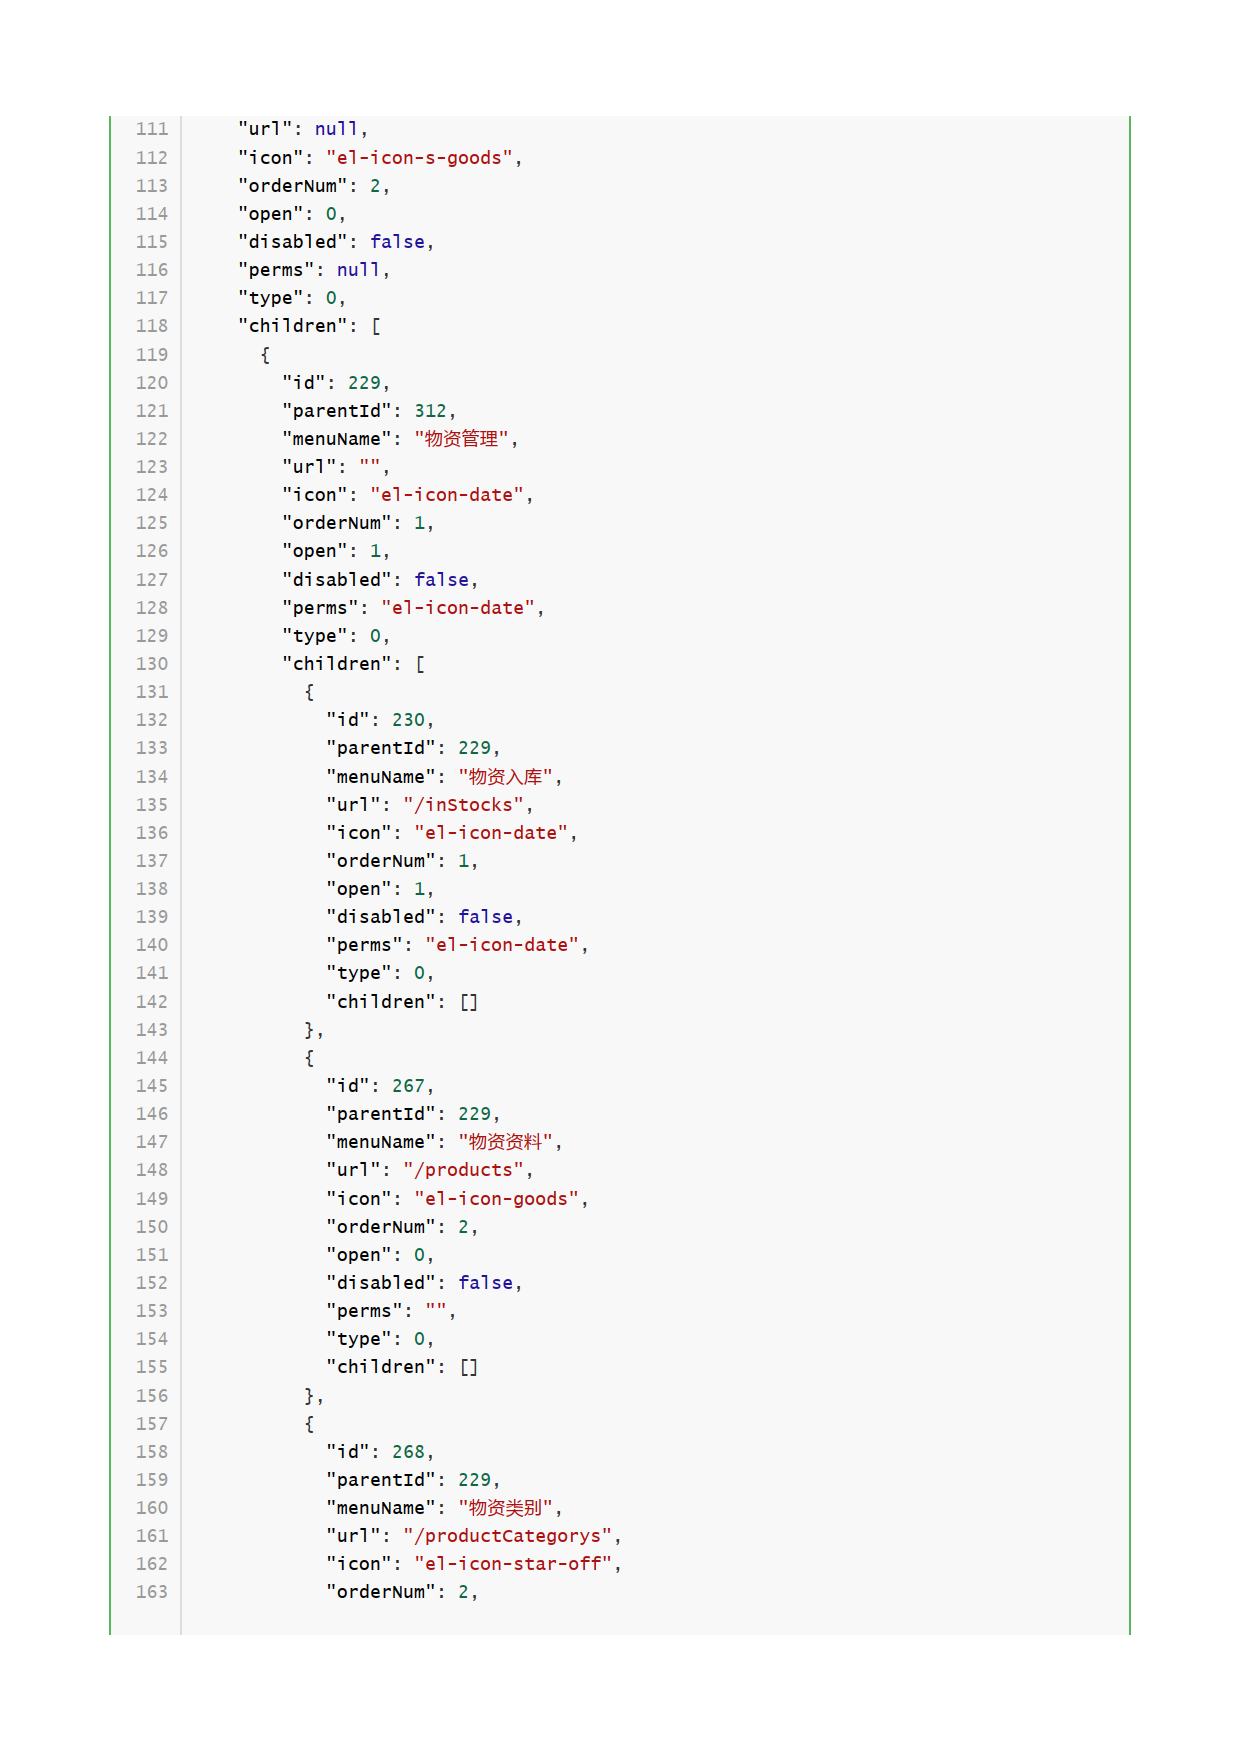 111 "url": null,
112 "icon": "el-icon-s-goods",
113 "orderNum": 2,
114 "open": 0,
115 "disabled": false,
116 "perms": null,
117 "type": 0,
118 "children": [
119 {
120 "id": 229,
121 "parentId": 312,
122 "menuName": "物资管理",
123 "url": "",
124 "icon": "el-icon-date",
125 "orderNum": 1,
126 "open": 1,
127 "disabled": false,
128 "perms": "el-icon-date",
129 "type": 0,
130 "children": [
131 {
132 "id": 230,
133 "parentId": 229,
134 "menuName": "物资入库",
135 "url": "/inStocks",
136 "icon": "el-icon-date",
137 "orderNum": 1,
138 "open": 1,
139 "disabled": false,
140 "perms": "el-icon-date",
141 "type": 0,
142 "children": []
143 },
144 {
145 "id": 267,
146 "parentId": 229,
147 "menuName": "物资资料",
148 "url": "/products",
149 "icon": "el-icon-goods",
150 "orderNum": 2,
151 "open": 0,
152 "disabled": false,
153 "perms": "",
154 "type": 0,
155 "children": []
156 },
157 {
158 "id": 268,
159 "parentId": 229,
160 "menuName": "物资类别",
161 "url": "/productCategorys",
162 "icon": "el-icon-star-off",
163 "orderNum": 2,